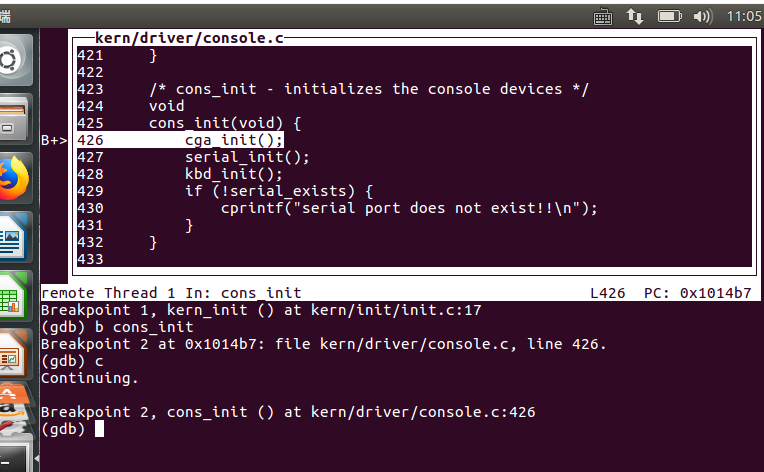 端
11:05
kern/driver/console.c
421     }
422
423     /* cons_init - initializes the console devices */
424     void
425     cons_init(void) {
B+> 426         cga_init();
427         serial_init();
428         kbd_init();
429         if (!serial_exists) {
430             cprintf("serial port does not exist!!\n");
431         }
432     }
433
remote Thread 1 In: cons_init L426 PC: 0x1014b7
Breakpoint 1, kern_init () at kern/init/init.c:17
(gdb) b cons_init
Breakpoint 2 at 0x1014b7: file kern/driver/console.c, line 426.
(gdb) c
Continuing.
Breakpoint 2, cons_init () at kern/driver/console.c:426
(gdb)